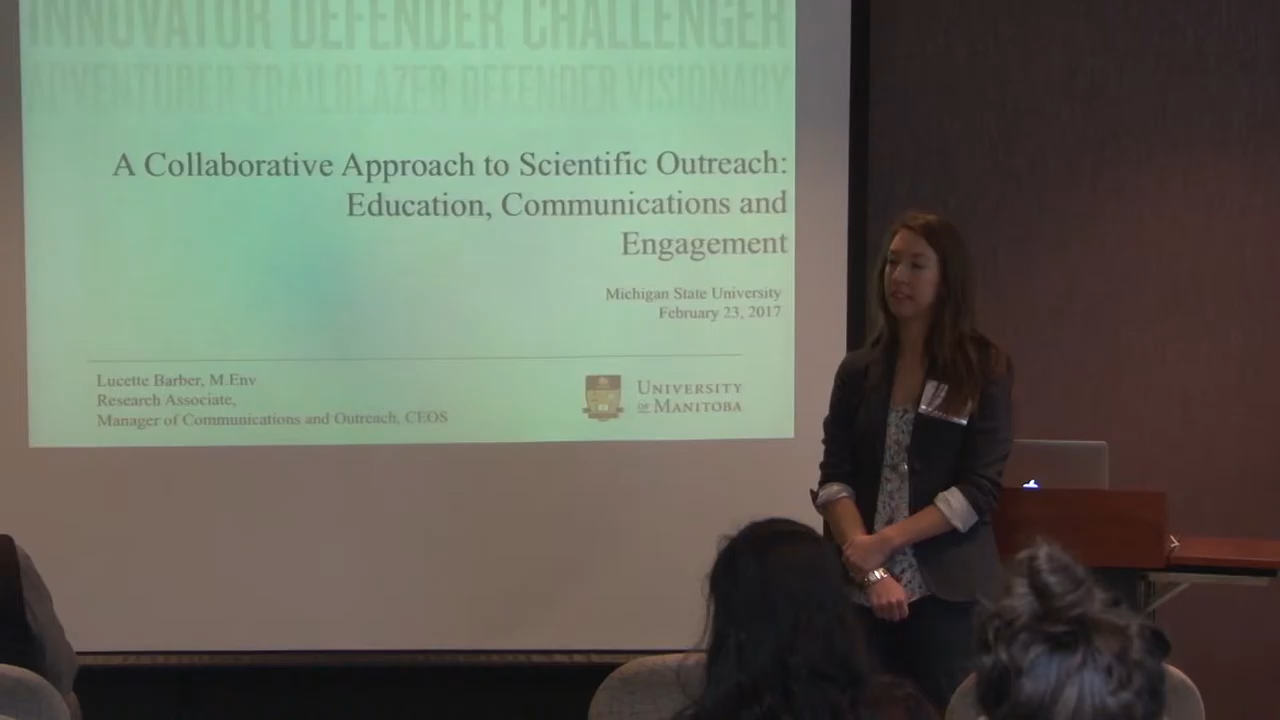 INNOVATOR DEFENDER CHALLENGER
ADVENTURER TRAILBLAZER DEFENDER VISIONARY
A Collaborative Approach to Scientific Outreach:
Education, Communications and
Engagement
Michigan State University
February 23, 2017
Lucette Barber, M.Env
Research Associate,
Manager of Communications and Outreach, CEOS
UNIVERSITY
OF MANITOBA